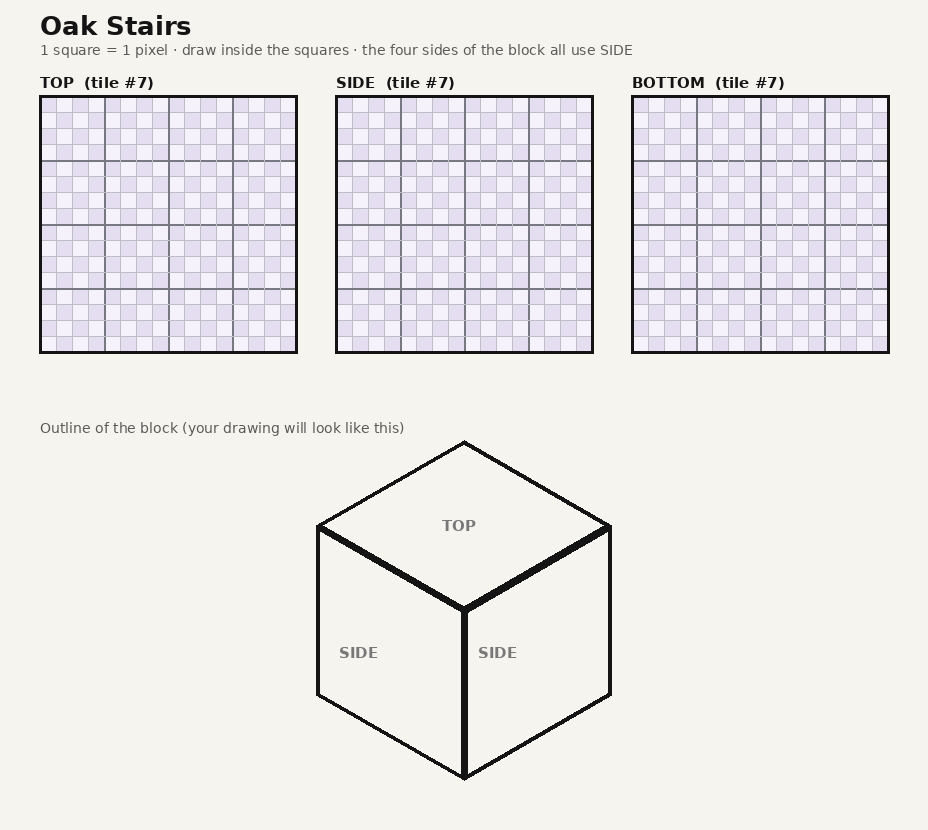 Oak Stairs
1 square = 1 pixel · draw inside the squares · the four sides of the block all use SIDE
TOP (tile #7)
SIDE (tile #7)
BOTTOM (tile #7)
Outline of the block (your drawing will look like this)
TOP
SIDE
SIDE